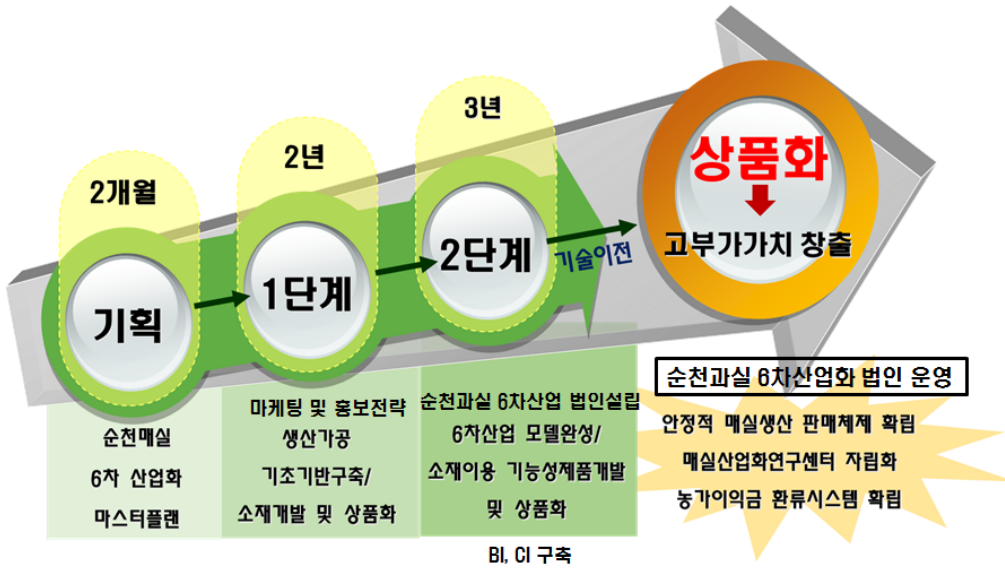 2개월
기획
순천매실
6차 산업화
마스터플랜
2년
1단계
마케팅 및 홍보전략
생산가공
기초기반구축/
소재개발 및 상품화
3년
2단계
순천과실 6차산업 법인설립
6차산업 모델완성/
소재이용 기능성제품개발
및 상품화
BI, CI 구축
기술이전
상품화
고부가가치 창출
순천과실 6차산업화 법인 운영
안정적 매실생산 판매체제 확립
매실산업화연구센터 자립화
농가이익금 환류시스템 확립